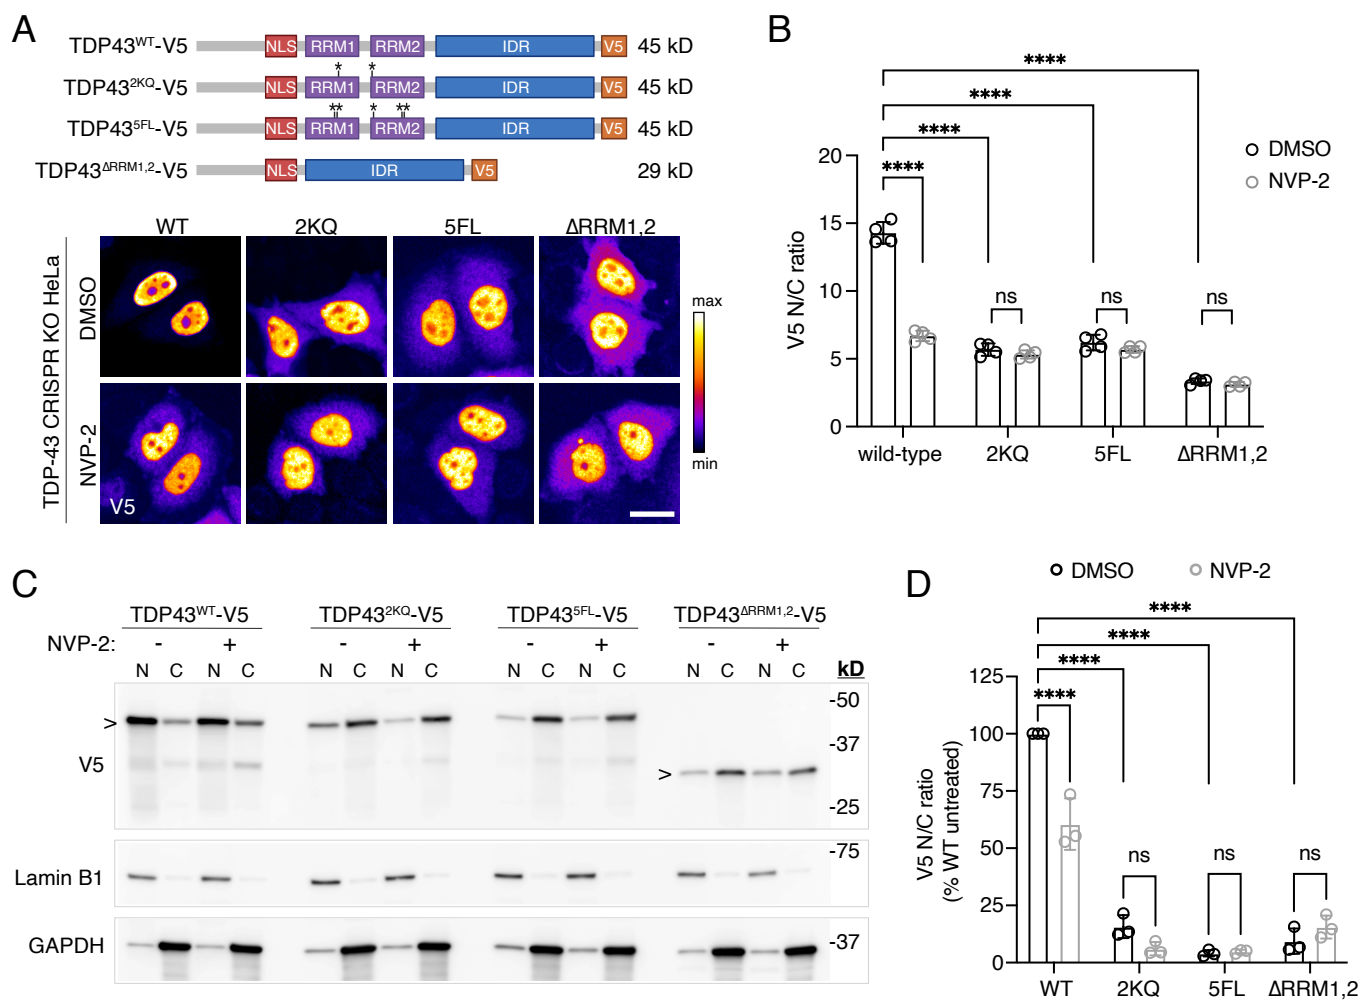 A
TDP43WT-V5 NLS RRM1 RRM2 IDR V5 45 kD
* *
TDP432KQ-V5 NLS RRM1 RRM2 IDR V5 45 kD
** * **
TDP435FL-V5 NLS RRM1 RRM2 IDR V5 45 kD
TDP43ΔRRM1,2-V5 NLS IDR V5 29 kD
WT 2KQ 5FL ΔRRM1,2
TDP-43 CRISPR KO HeLa
DMSO
NVP-2
V5
max
min
B
****
****
****
****
ns ns ns
DMSO
NVP-2
V5 N/C ratio
20
15
10
5
0
wild-type 2KQ 5FL ΔRRM1,2
C
TDP43WT-V5 TDP432KQ-V5 TDP435FL-V5 TDP43ΔRRM1,2-V5
NVP-2: - + - + - + - +
N C N C N C N C N C N C N C N C kD
>
V5
>
-50
-37
-25
Lamin B1
-75
GAPDH
-37
D
DMSO NVP-2
****
****
****
****
ns ns ns
V5 N/C ratio
(% WT untreated)
125
100
75
50
25
0
WT 2KQ 5FL ΔRRM1,2